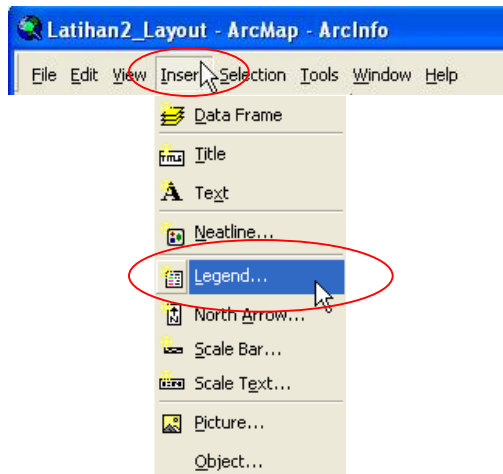 Latihan2_Layout - ArcMap - ArcInfo
File Edit View Insert Selection Tools Window Help
Data Frame
Title
Text
Neatline...
Legend...
North Arrow...
Scale Bar...
Scale Text...
Picture...
Object...